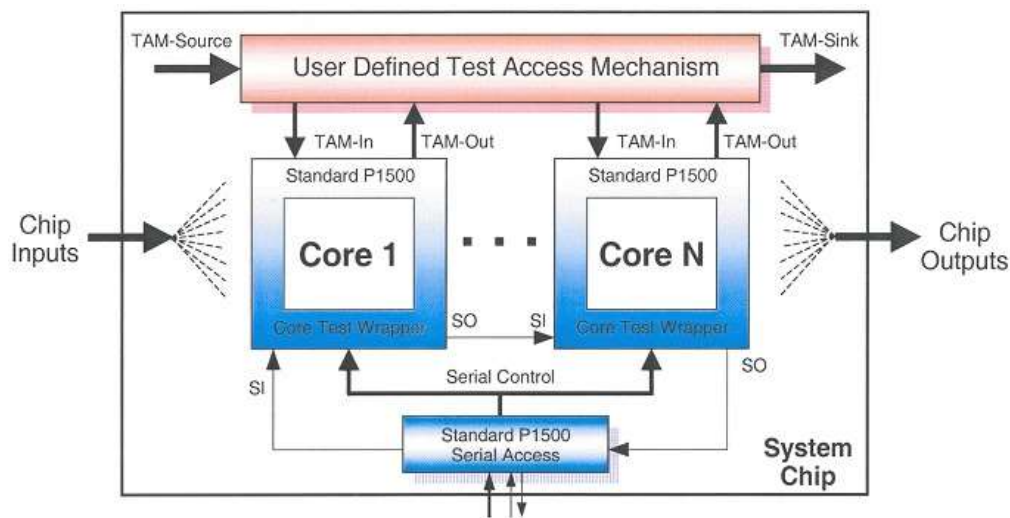 TAM-Source
TAM-Sink
User Defined Test Access Mechanism
TAM-In
TAM-Out
TAM-In
TAM-Out
Standard P1500
Standard P1500
Chip
Inputs
Core 1
Core N
Chip
Outputs
Core Test Wrapper
SO
SI
Core Test Wrapper
SI
Serial Control
SO
Standard P1500
Serial Access
System
Chip